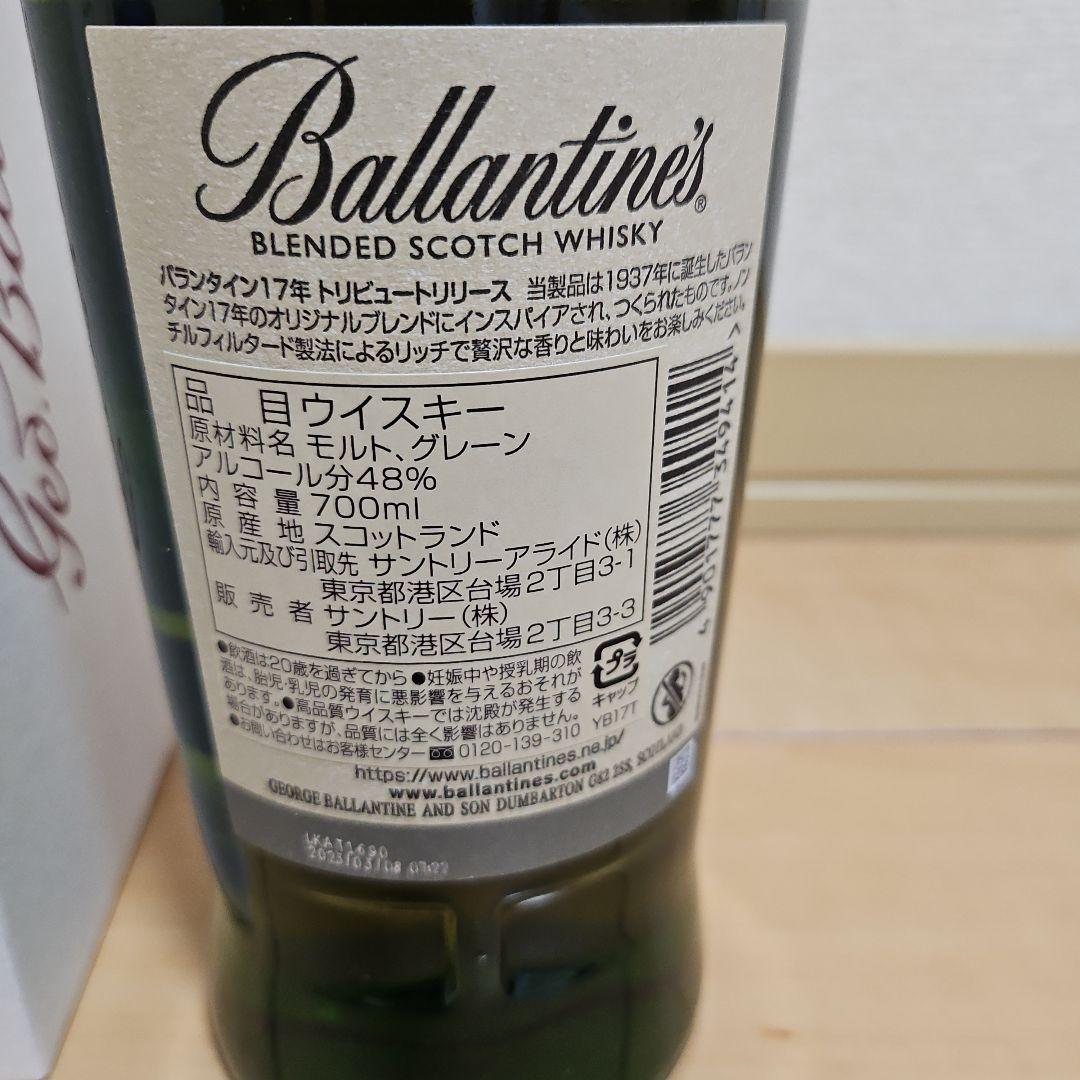 Ballantine's®
BLENDED SCOTCH WHISKY
バランタイン17年 トリビュートリリース 当製品は1937年に誕生したバラン
タイン17年のオリジナルブレンドにインスパイアされ、つくられたものです。ノン
チルフィルタード製法によるリッチで贅沢な香りと味わいをお楽しみください。
品 目 ウイスキー
原材料名 モルト、グレーン
アルコール分48%
内容量 700ml
原産地 スコットランド
輸入元及び引取先 サントリーアライド(株)
東京都港区台場2丁目3-1
販売者 サントリー(株)
東京都港区台場2丁目3-3
●飲酒は20歳を過ぎてから ●妊娠中や授乳期の飲
酒は、胎児・乳児の発育に悪影響を与えるおそれが
あります。●高品質ウイスキーでは沈殿が発生する
場合がありますが、品質には全く影響はありません。
●お問い合わせはお客様センター 0120-139-310
https://www.ballantines.ne.jp/
www.ballantines.com
GEORGE BALLANTINE AND SON DUMBARTON G82 2SS, SCOTLAND
プラ
キャップ
YB17T
4 901777 394414 >
LKAT1690
2023/03/08 07:22
Geo. Bal